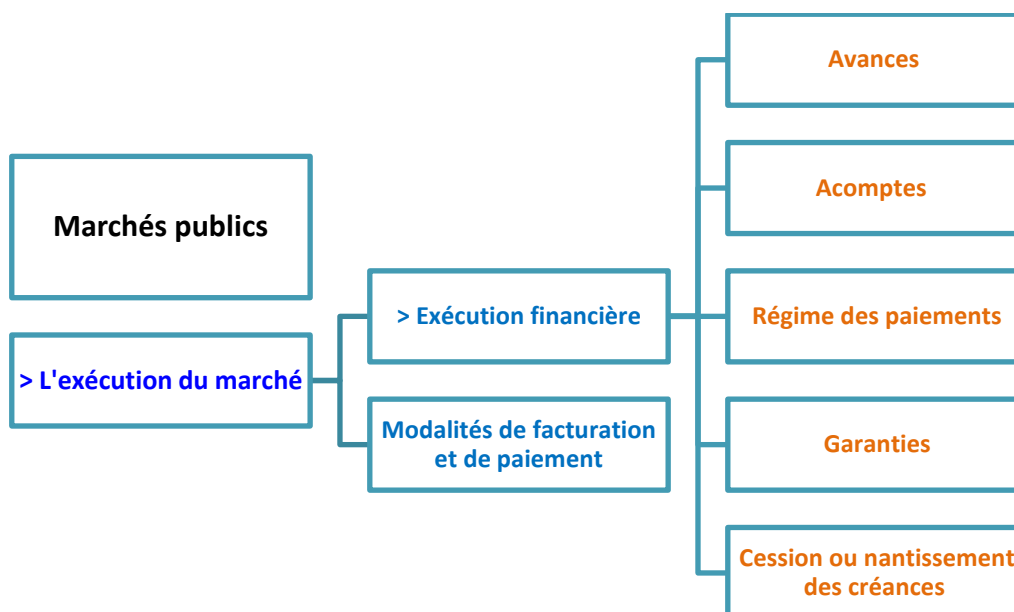 Marchés publics
> L'exécution du marché
> Exécution financière
Modalités de facturation
et de paiement
Avances
Acomptes
Régime des paiements
Garanties
Cession ou nantissement
des créances